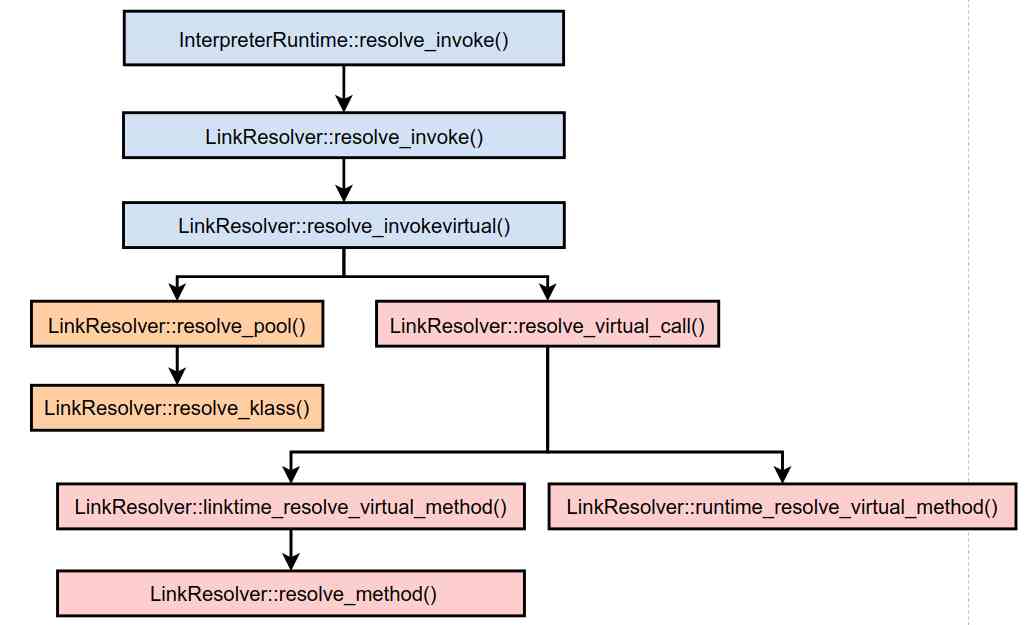 InterpreterRuntime::resolve_invoke()
LinkResolver::resolve_invoke()
LinkResolver::resolve_invokevirtual()
LinkResolver::resolve_pool()
LinkResolver::resolve_virtual_call()
LinkResolver::resolve_klass()
LinkResolver::linktime_resolve_virtual_method()
LinkResolver::runtime_resolve_virtual_method()
LinkResolver::resolve_method()